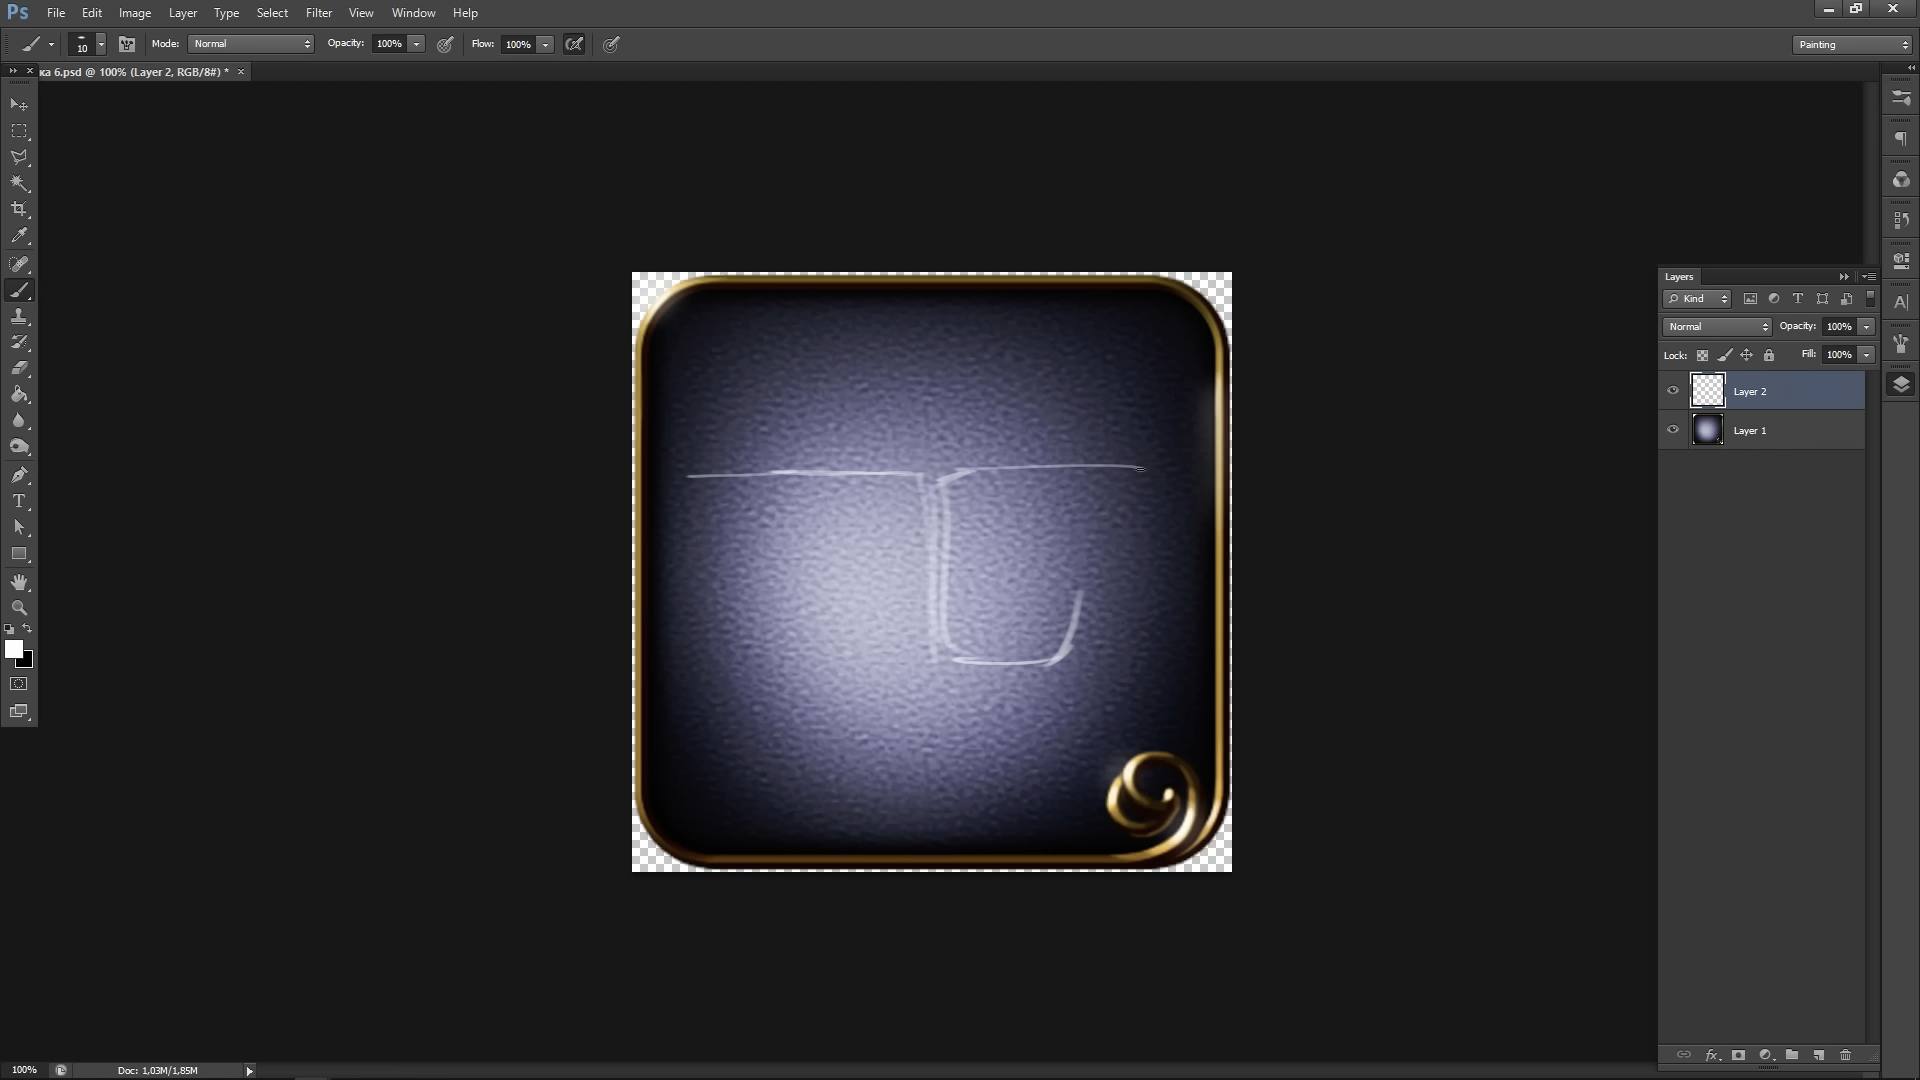 Ps File Edit Image Layer Type Select Filter View Window Help
10 Mode: Normal Opacity: 100% Flow: 100% Painting
ка 6.psd @ 100% (Layer 2, RGB/8#) * ×
Layers
Kind
Normal Opacity: 100%
Lock: Fill: 100%
Layer 2
Layer 1
100% Doc: 1,03M/1,85M